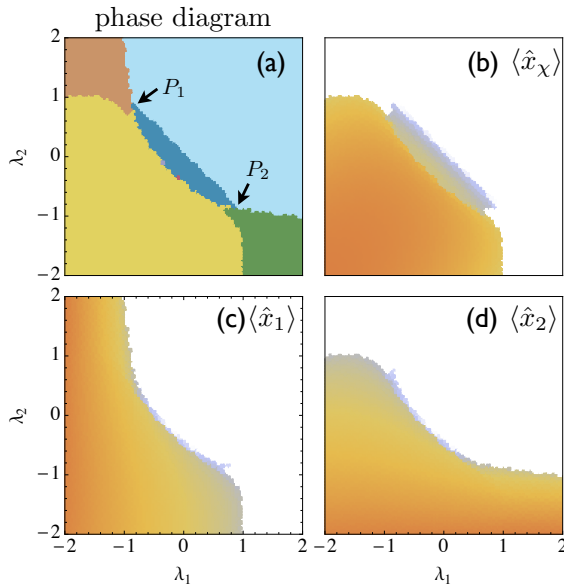 phase diagram
2
1
0
−1
−2
λ₂
(a)
P₁
P₂
(b) ⟨x̂_χ⟩
2
1
0
−1
−2
λ₂
(c) ⟨x̂₁⟩
(d) ⟨x̂₂⟩
−2 −1 0 1 2
λ₁
−2 −1 0 1 2
λ₁